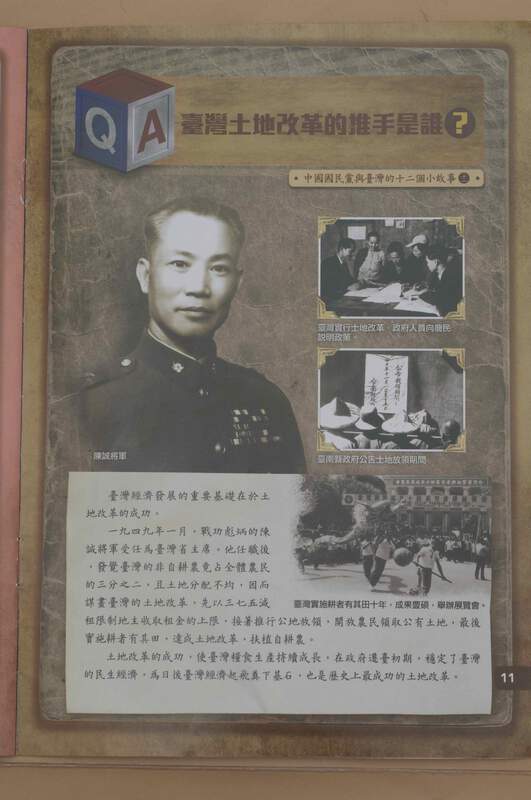 QA
臺灣土地改革的推手是誰?
•中國國民黨與臺灣的十二個小故事 •
臺灣實行土地改革，政府人員向農民
說明政策。
陳誠將軍
臺南縣政府公告土地放領期間
臺灣經濟發展的重要基礎在於土
地改革的成功。
一九四九年一月，戰功彪炳的陳
誠將軍受任為臺灣省主席。他任職後
，發覺臺灣的非自耕農竟占全體農民
的三分之二，且土地分配不均，因而
謀畫臺灣的土地改革，先以三七五減
臺灣實施耕者有其田十年，成果豐碩，舉辦展覽會。
租限制地主收取租金的上限，接著推行公地放領，開放農民領取公有土地，最後
實施耕者有其田，達成土地改革，扶植自耕農。
土地改革的成功，使臺灣糧食生產持續成長，在政府遷臺初期，穩定了臺灣
的民生經濟，為日後臺灣經濟起飛奠下基石，也是歷史上最成功的土地改革。
11